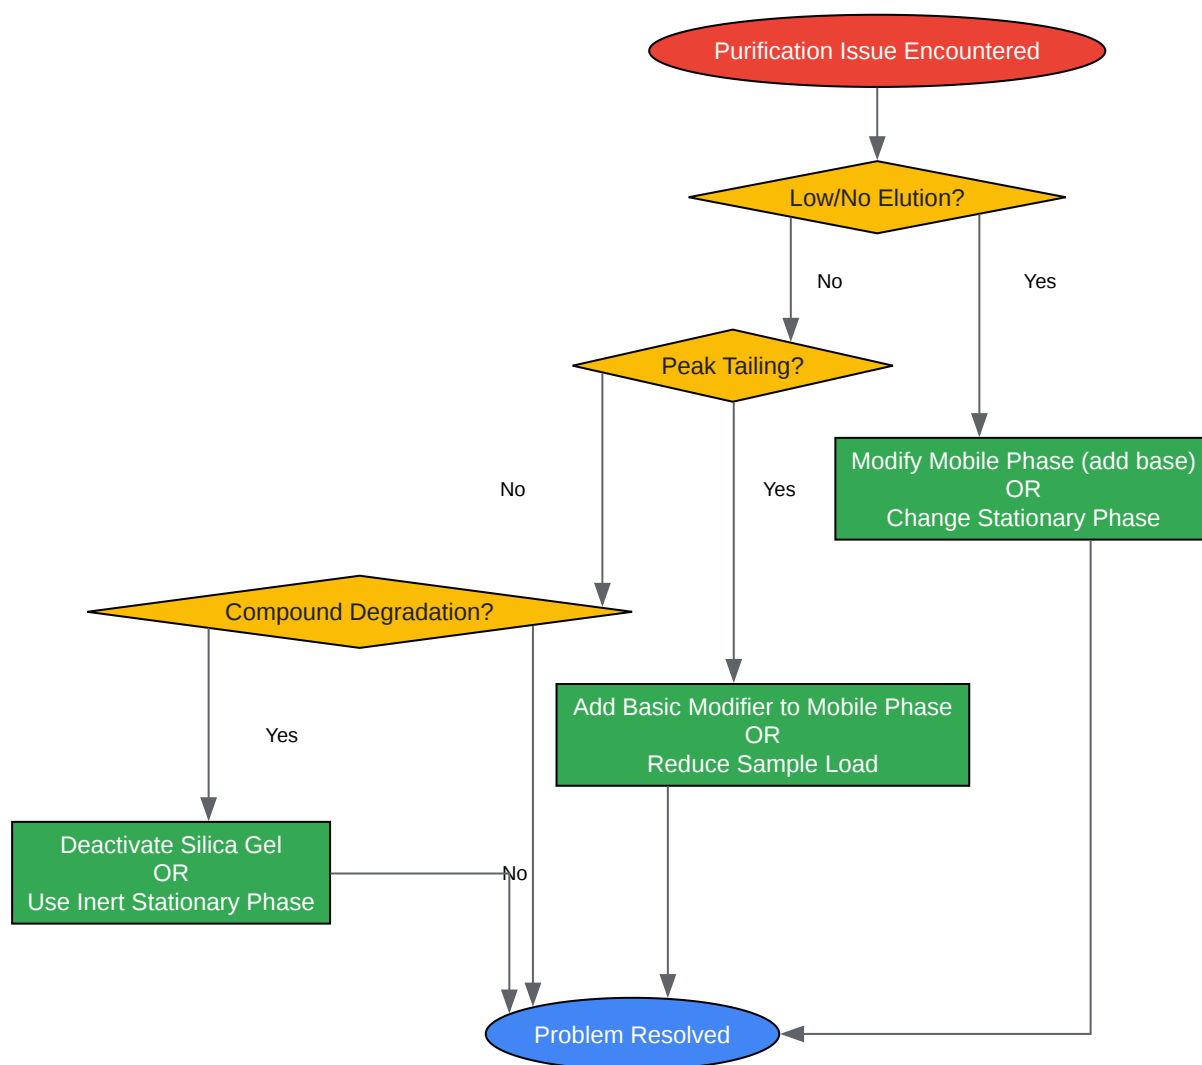 Purification Issue Encountered
Low/No Elution?
No
Yes
Peak Tailing?
Modify Mobile Phase (add base)
OR
Change Stationary Phase
No
Yes
Compound Degradation?
Add Basic Modifier to Mobile Phase
OR
Reduce Sample Load
Yes
Deactivate Silica Gel
OR
Use Inert Stationary Phase
No
Problem Resolved